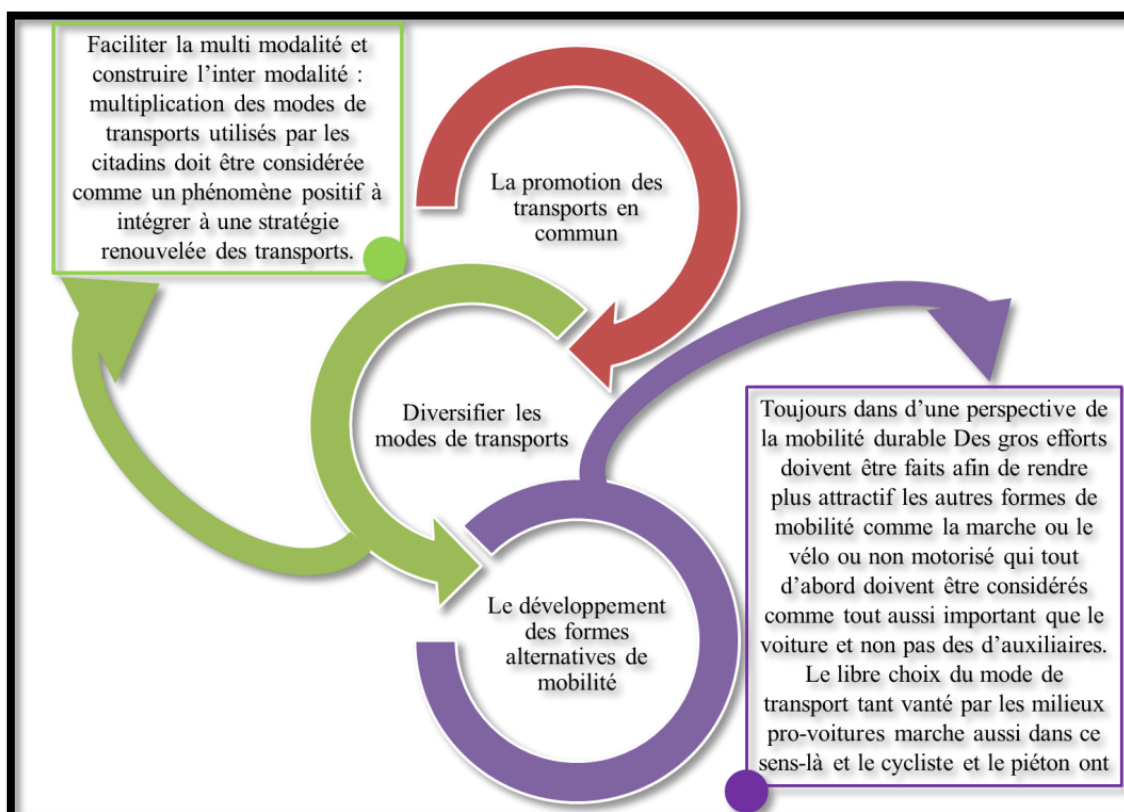 Faciliter la multi modalité et
construire l’inter modalité :
multiplication des modes de
transports utilisés par les
citadins doit être considérée
comme un phénomène positif à
intégrer à une stratégie
renouvelée des transports.
La promotion des
transports en
commun
Diversifier les
modes de transports
Le développement
des formes
alternatives de
mobilité
Toujours dans d’une perspective de
la mobilité durable Des gros efforts
doivent être faits afin de rendre
plus attractif les autres formes de
mobilité comme la marche ou le
vélo ou non motorisé qui tout
d’abord doivent être considérés
comme tout aussi important que le
voiture et non pas des d’auxiliaires.
Le libre choix du mode de
transport tant vanté par les milieux
pro-voitures marche aussi dans ce
sens-là et le cycliste et le piéton ont